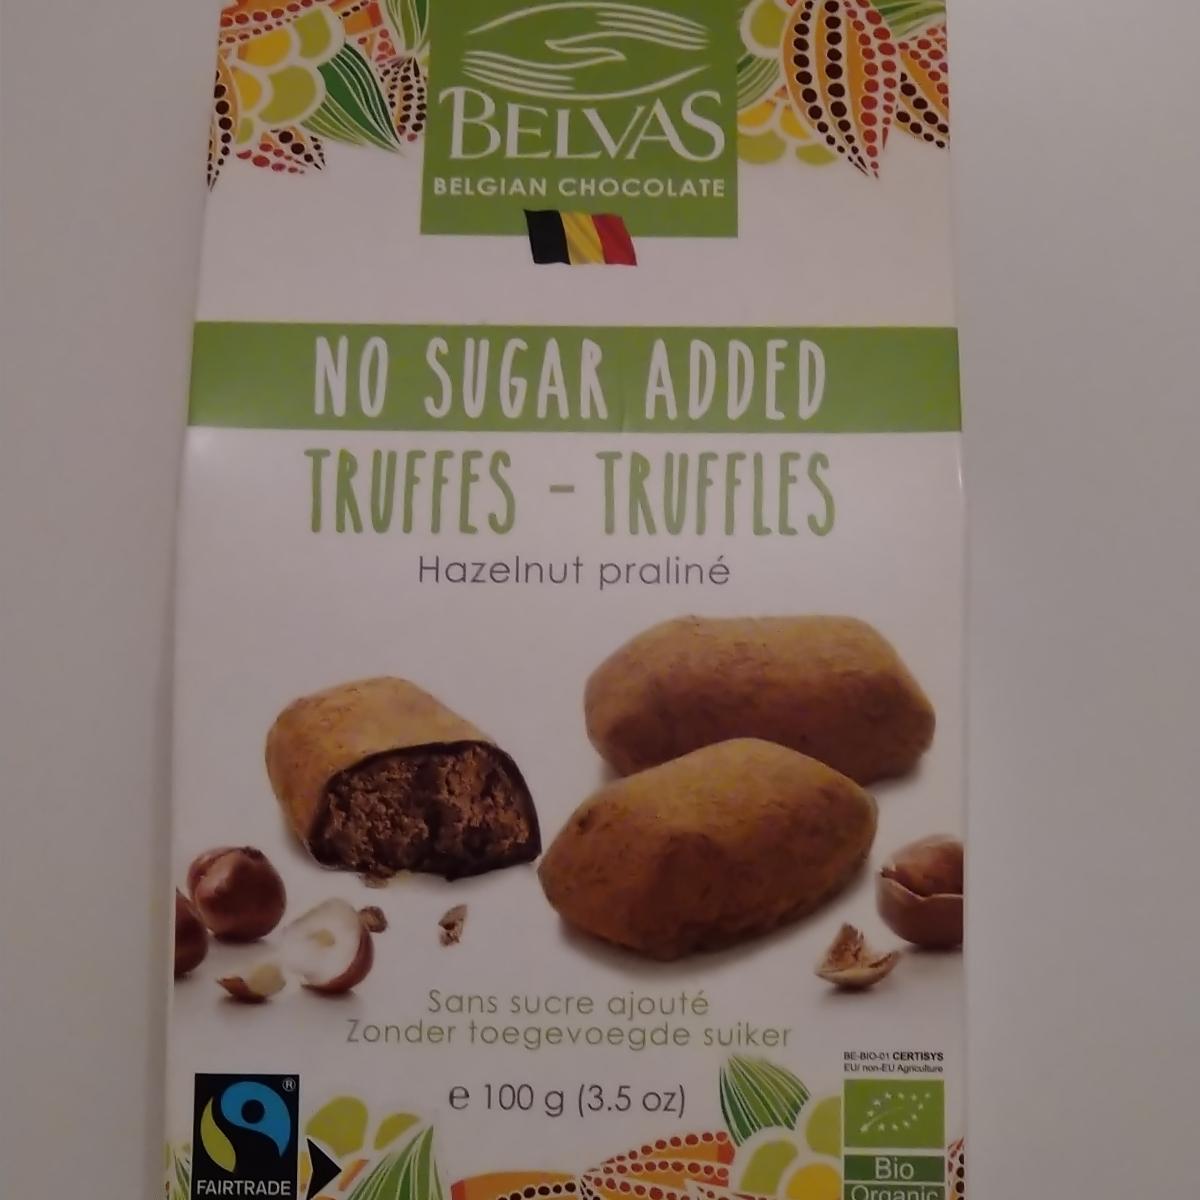 BELVAS
BELGIAN CHOCOLATE
NO SUGAR ADDED
TRUFFES - TRUFFLES
Hazelnut praliné
Sans sucre ajouté
Zonder toegevoegde suiker
BE-BIO-01 CERTISYS
EU/ non-EU Agriculture
e 100 g (3.5 oz)
®
FAIRTRADE
Bio
Organic